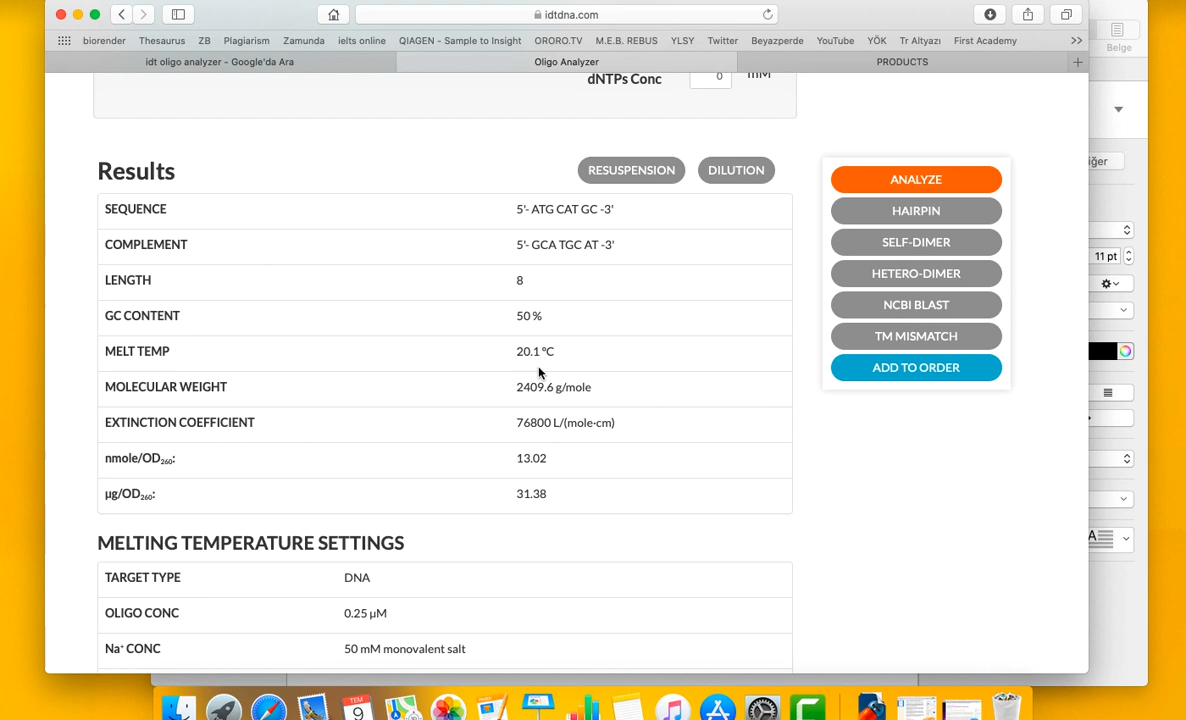 idtdna.com
Belge
biorender Thesaurus ZB Plagiarism Zamunda ielts online QIAGEN - Sample to Insight ORORO.TV M.E.B. REBUS YLSY Twitter Beyazperde YouTube YÖK Tr Altyazı First Academy
idt oligo analyzer - Google'da Ara Oligo Analyzer PRODUCTS
dNTPs Conc 0 mM
ğer
Results RESUSPENSION DILUTION
ANALYZE
SEQUENCE 5'- ATG CAT GC -3'
HAIRPIN
COMPLEMENT 5'- GCA TGC AT -3'
SELF-DIMER
11 pt
LENGTH 8
HETERO-DIMER
GC CONTENT 50 %
NCBI BLAST
TM MISMATCH
MELT TEMP 20.1 ºC
ADD TO ORDER
MOLECULAR WEIGHT 2409.6 g/mole
EXTINCTION COEFFICIENT 76800 L/(mole·cm)
nmole/OD260: 13.02
µg/OD260: 31.38
A
MELTING TEMPERATURE SETTINGS
TARGET TYPE DNA
OLIGO CONC 0.25 µM
Na+ CONC 50 mM monovalent salt
TEM
9